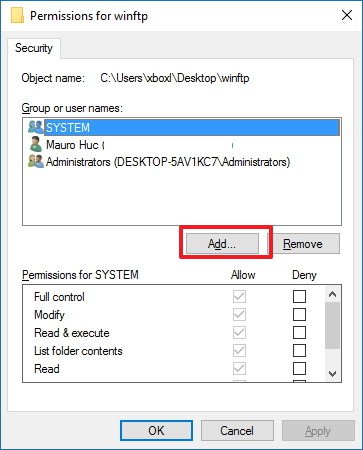 Permissions for winftp
Security
Object name: C:\Users\xboxl\Desktop\winftp
Group or user names:
SYSTEM
Mauro Huc (
Administrators (DESKTOP-5AV1KC7\Administrators)
Add... Remove
Permissions for SYSTEM Allow Deny
Full control
Modify
Read & execute
List folder contents
Read
OK Cancel Apply